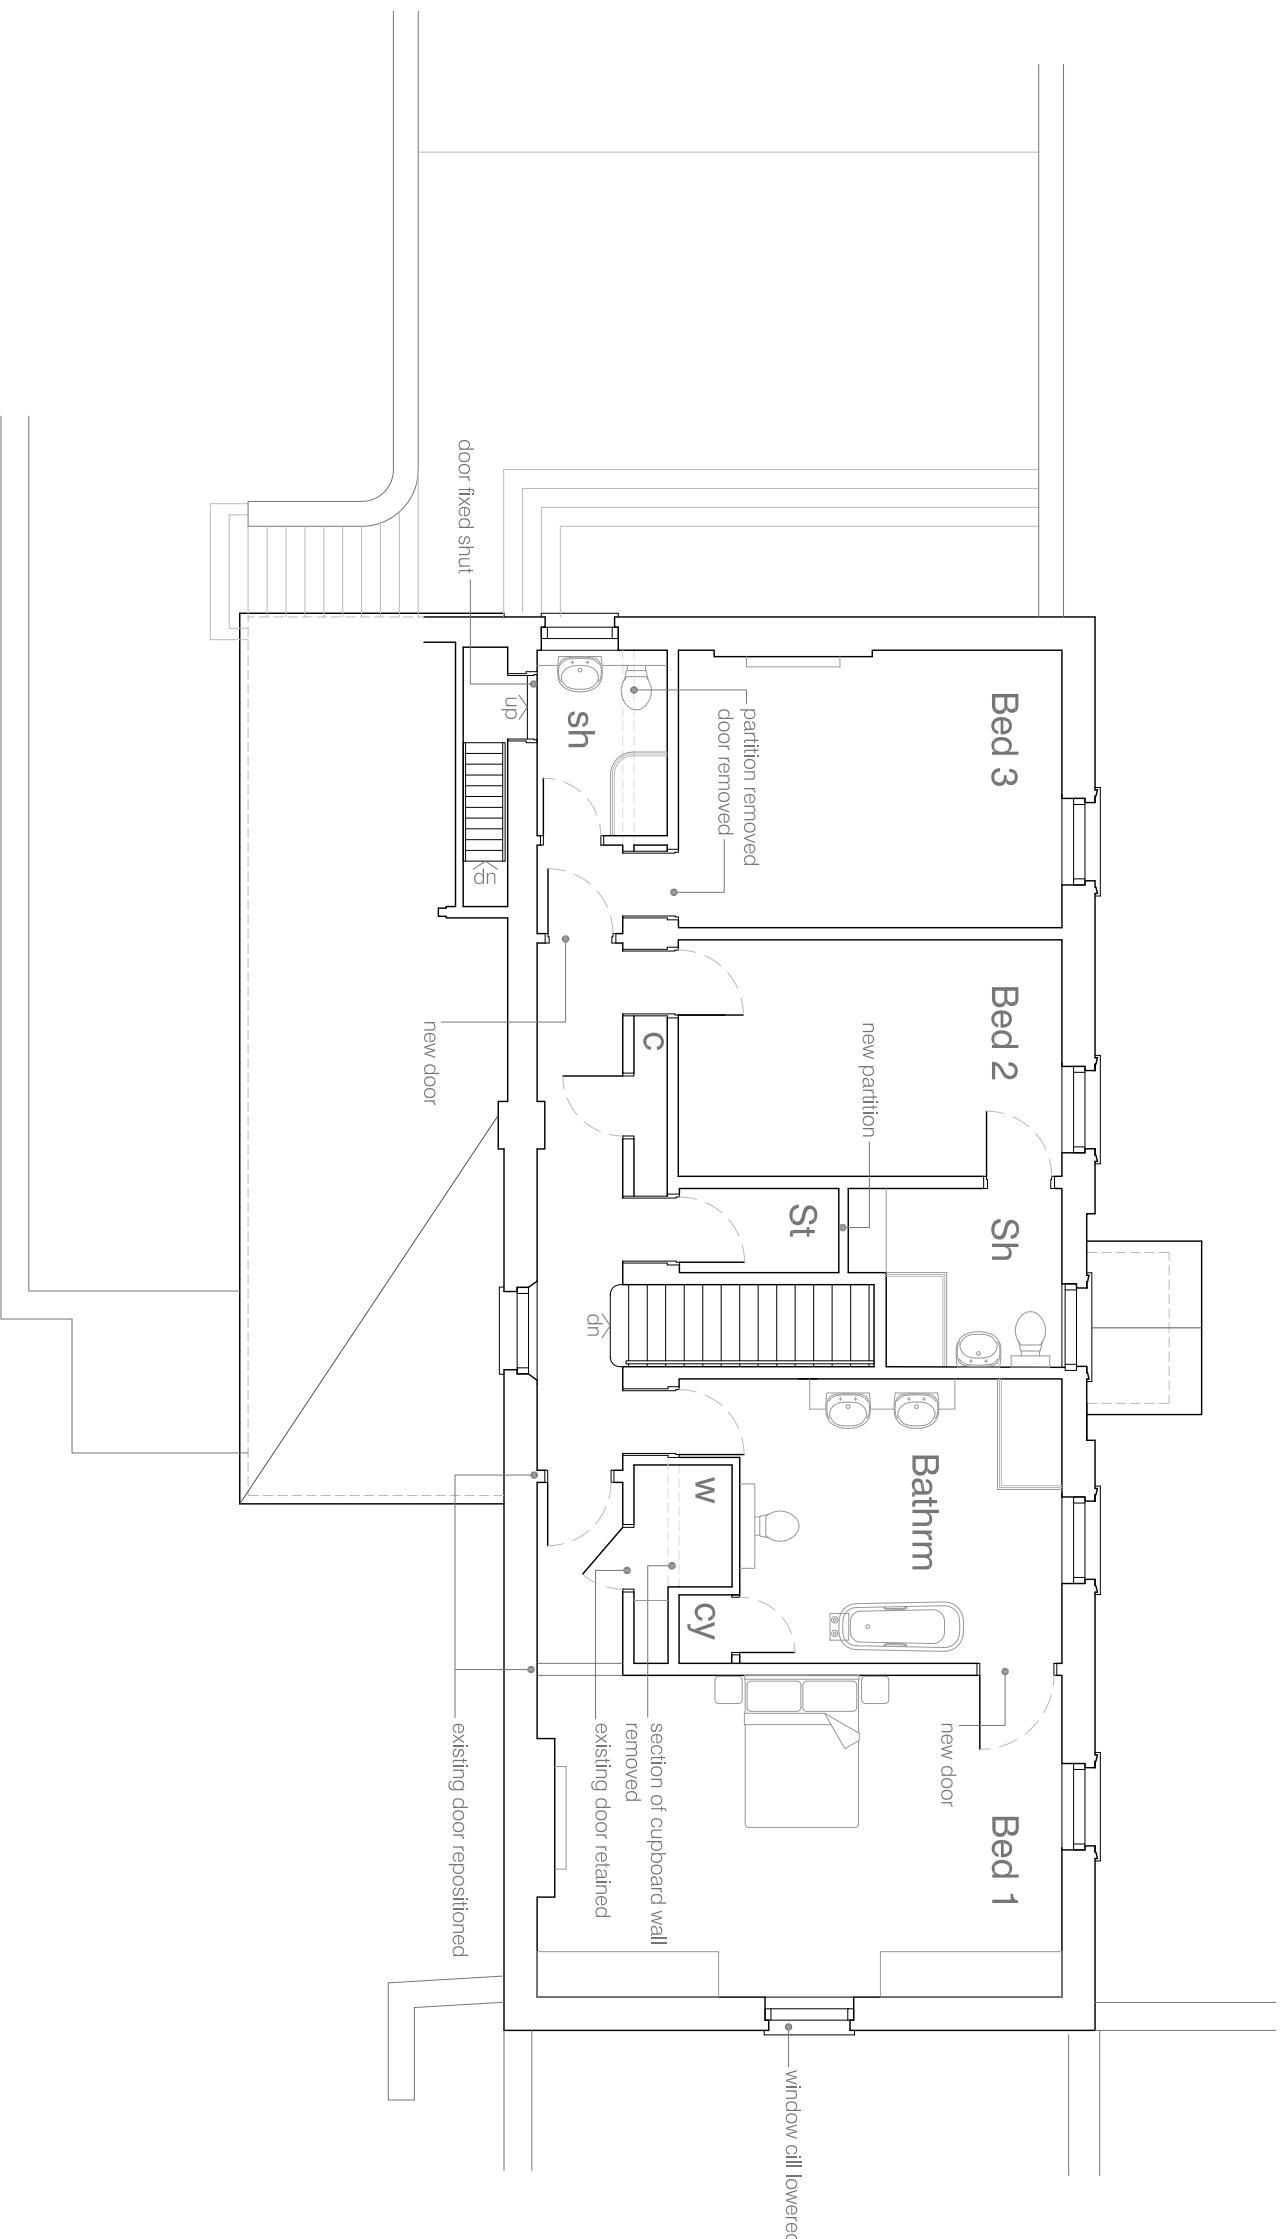 Bed 3
Bed 2
Sh
Bed 1
new door
Bathrm
new partition
St
window cill lowered
partition removed
door removed
w
cy
c
section of cupboard wall
removed
existing door retained
dn
sh
up
dn
door fixed shut
existing door repositioned
new door